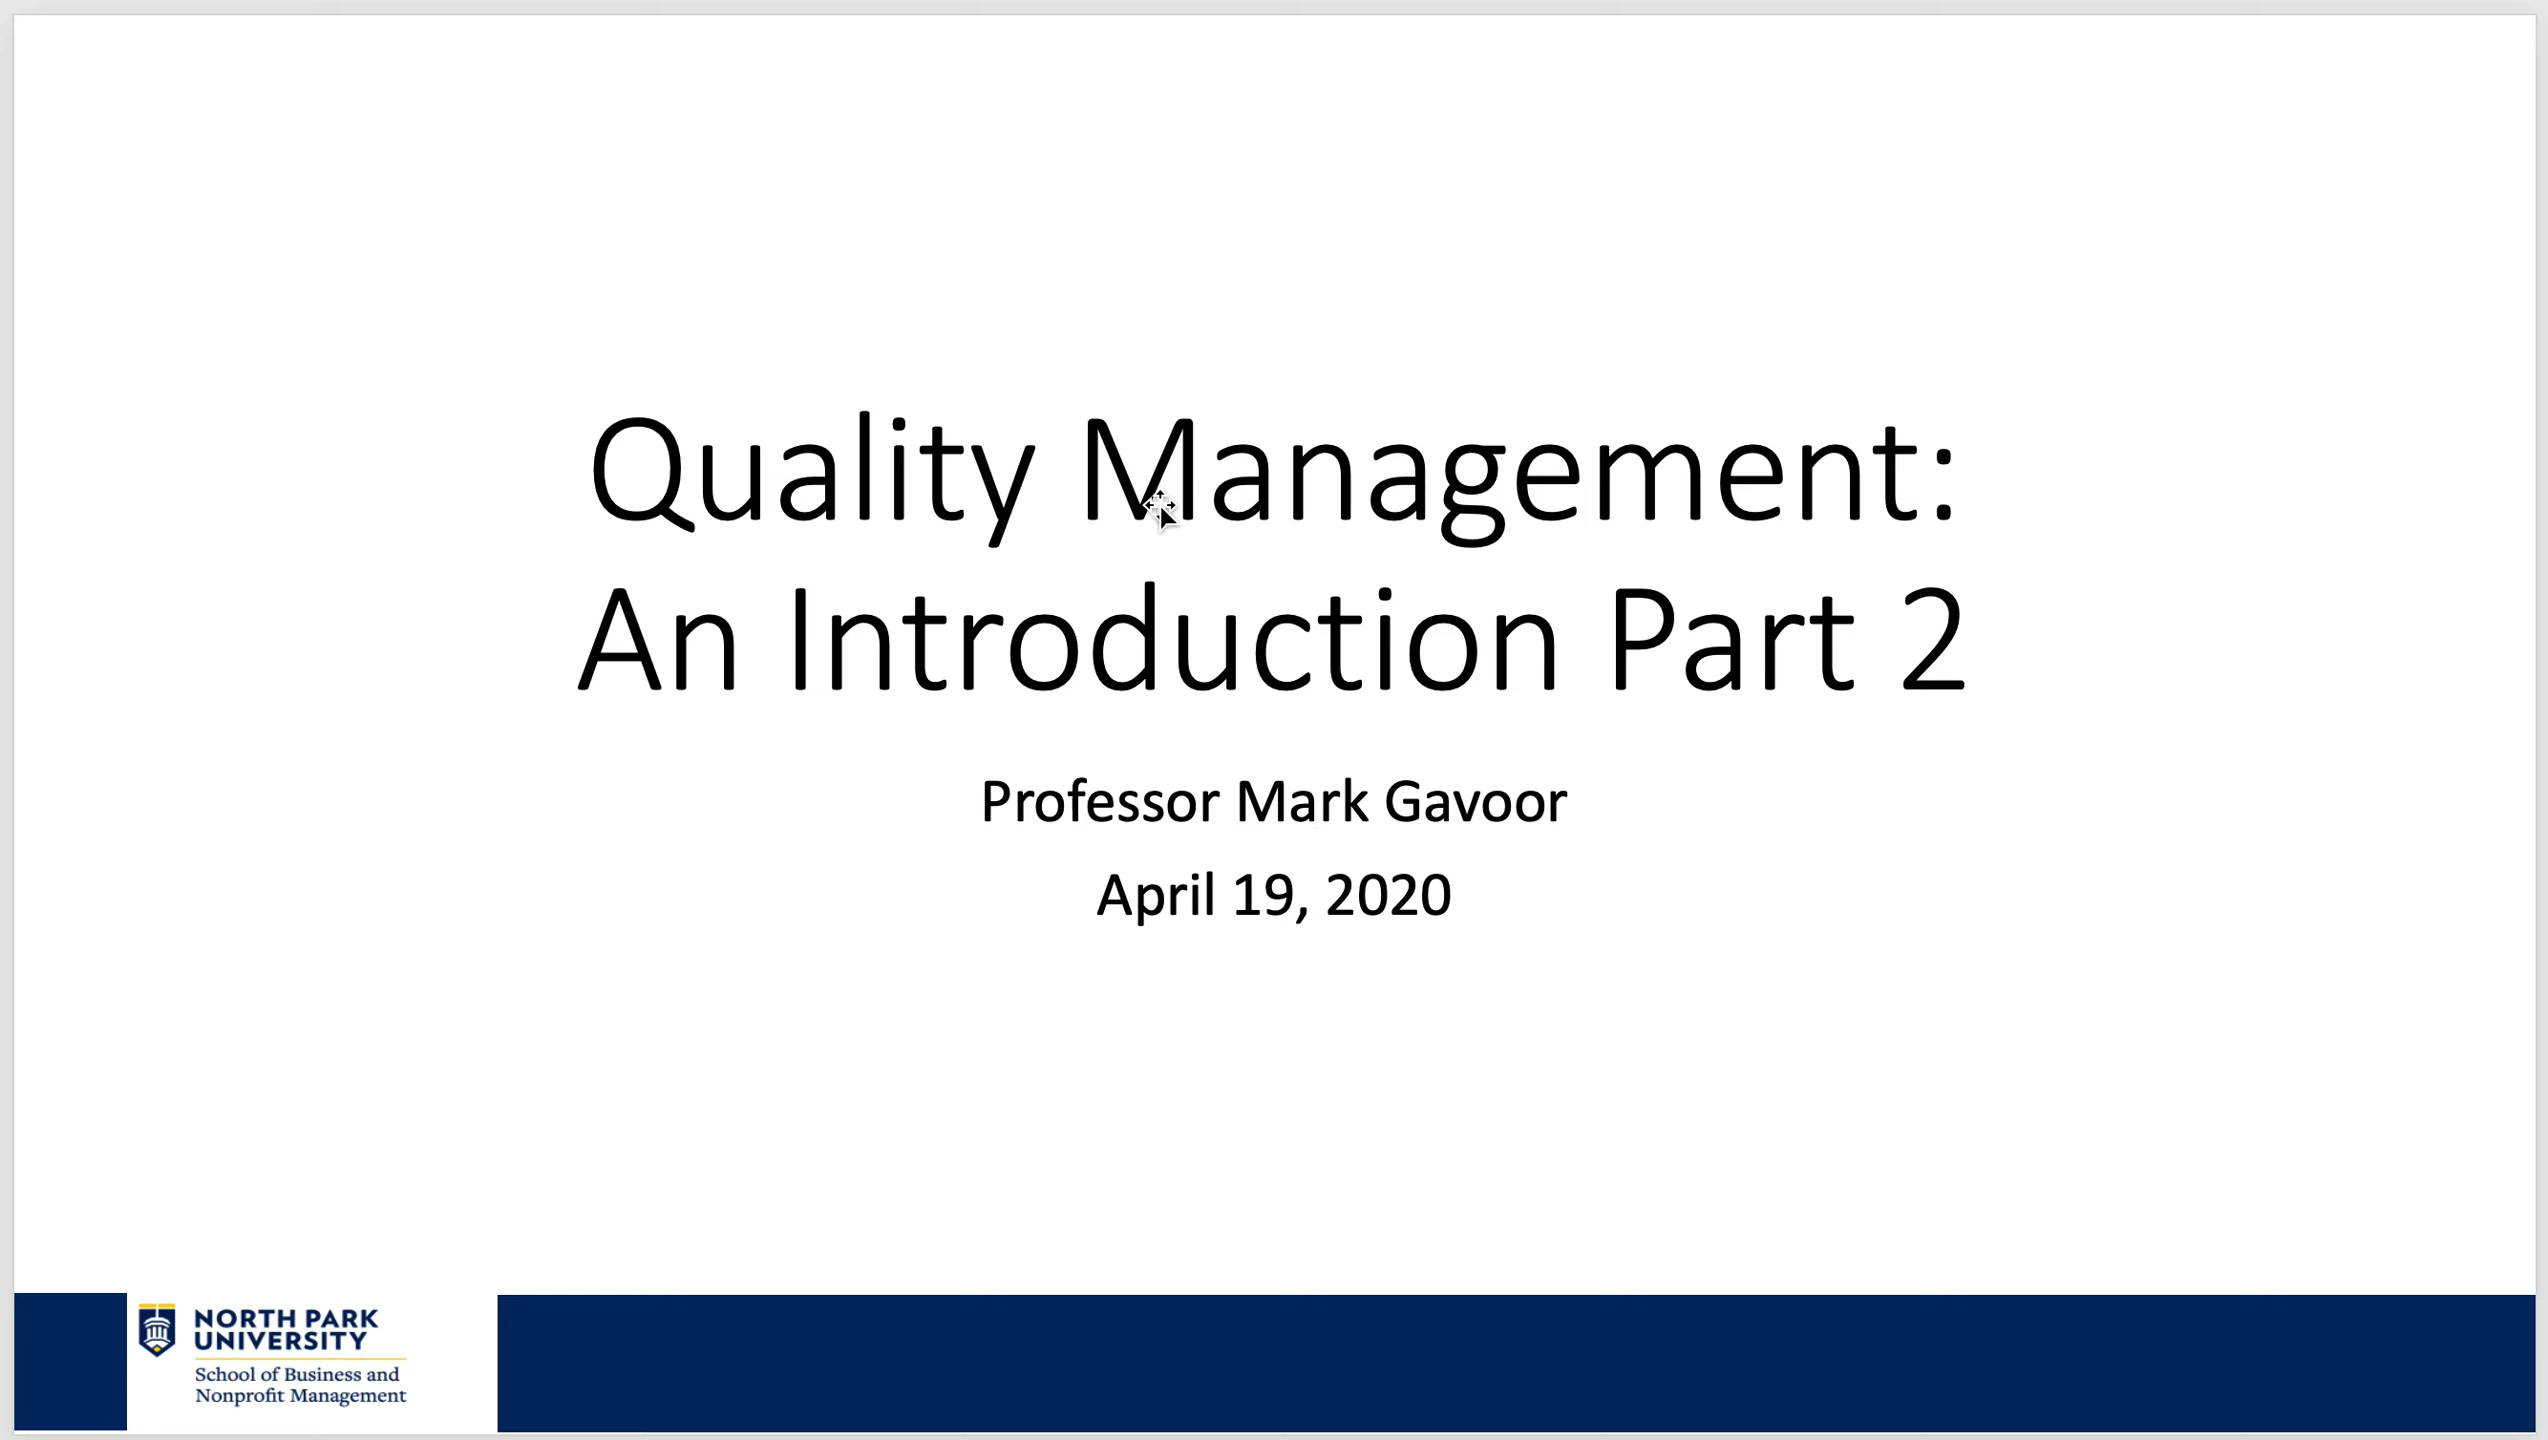 Quality Management:
An Introduction Part 2
Professor Mark Gavoor
April 19, 2020
NORTH PARK
UNIVERSITY
School of Business and
Nonprofit Management